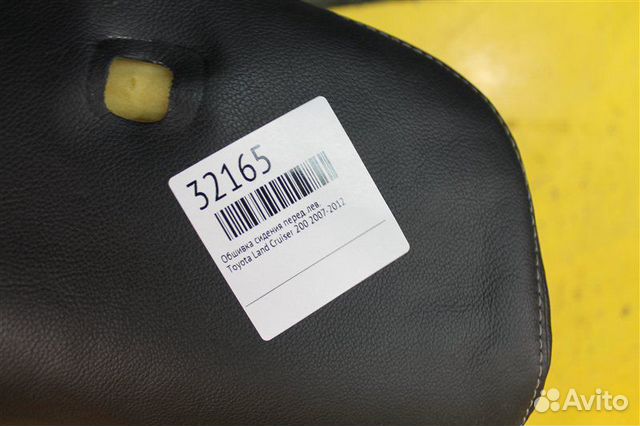 32165
Обшивка сидения перед. лев.
Toyota Land Cruiser 200 2007-2012
Avito